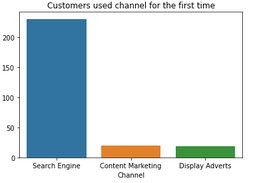 Customers used channel for the first time
200
150
100
50
0
Search Engine Content Marketing Display Adverts
Channel